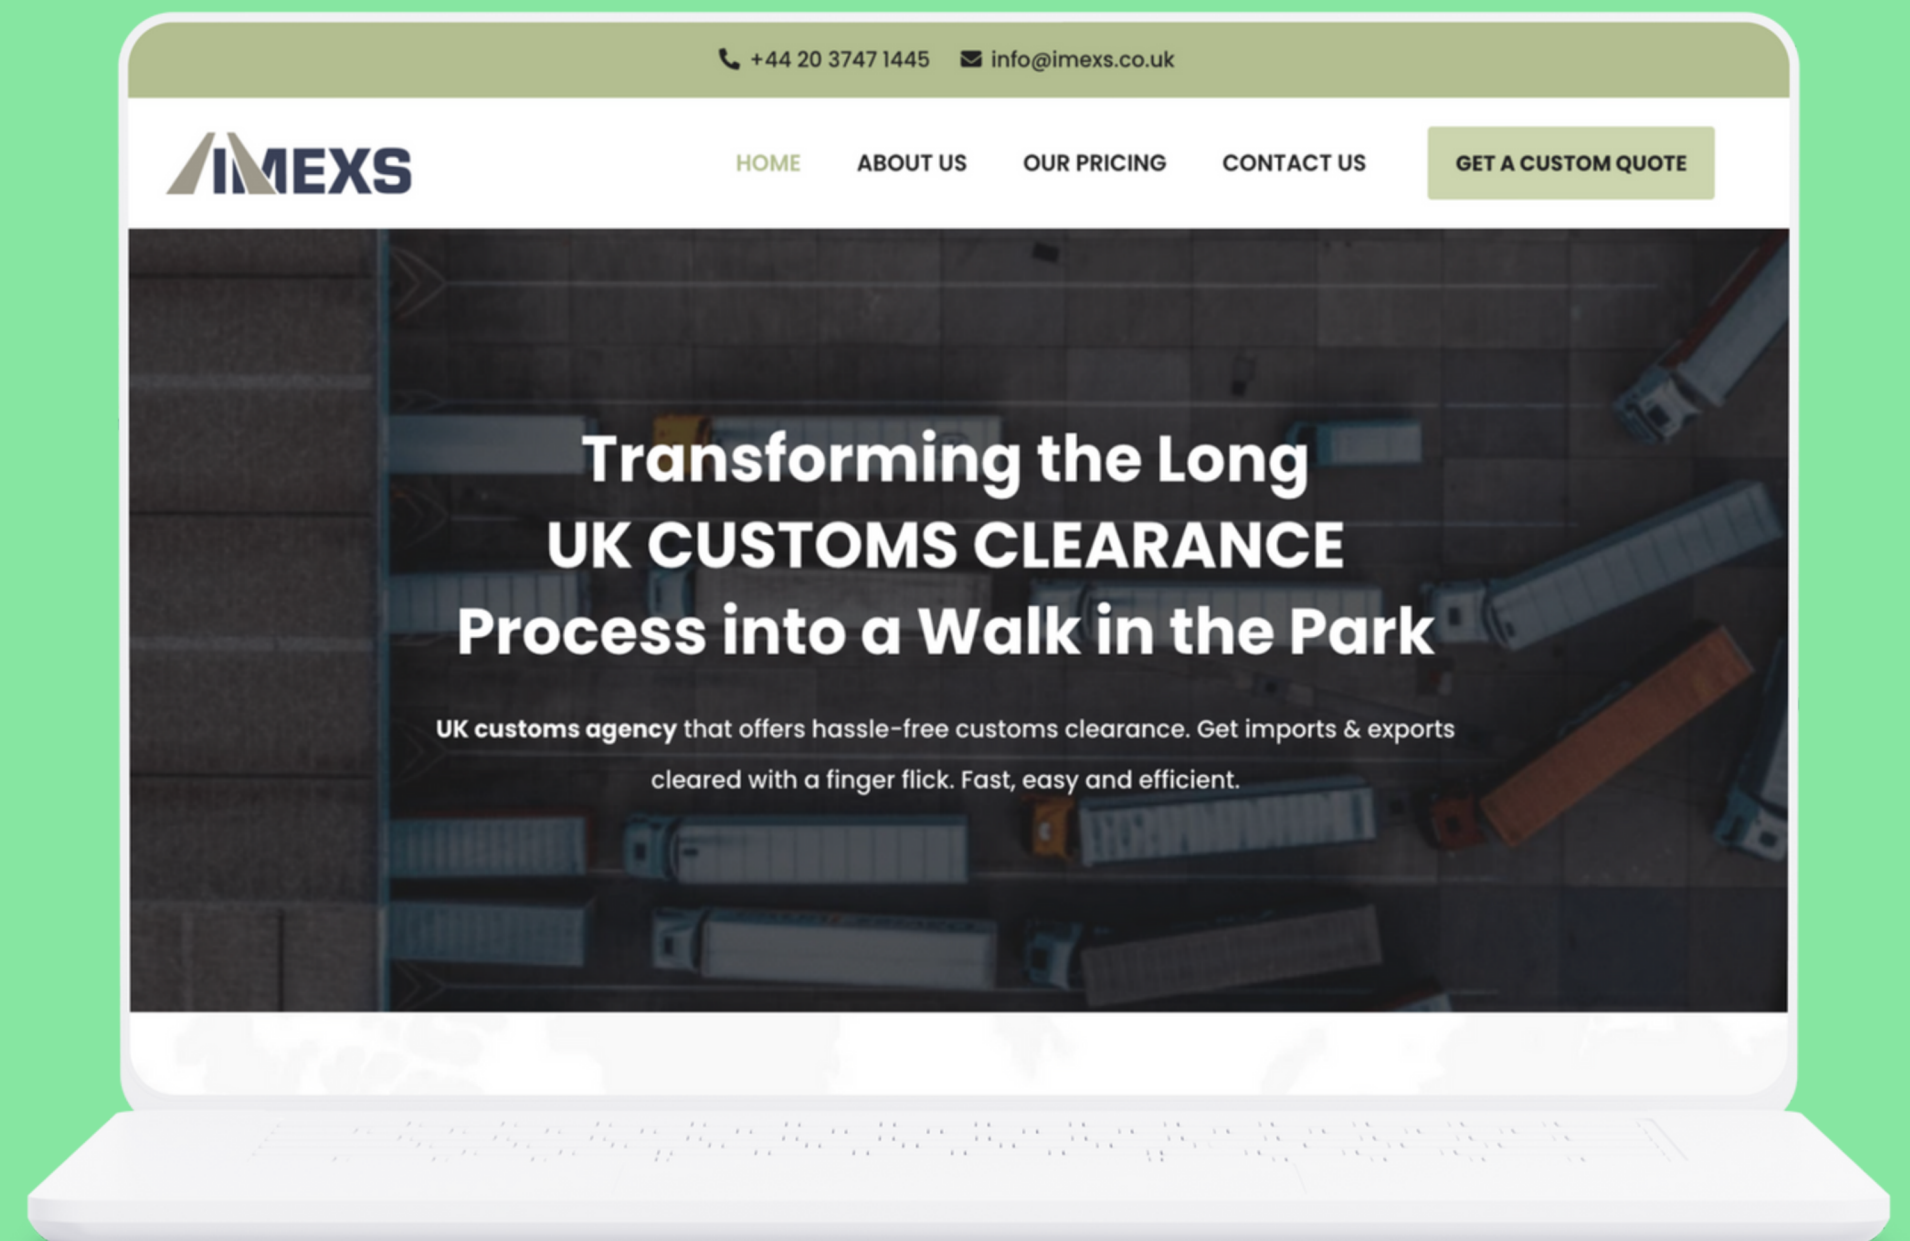 +44 20 3747 1445 info@imexs.co.uk
IMEXS
HOME ABOUT US OUR PRICING CONTACT US GET A CUSTOM QUOTE
Transforming the Long
UK CUSTOMS CLEARANCE
Process into a Walk in the Park
UK customs agency that offers hassle-free customs clearance. Get imports & exports
cleared with a finger flick. Fast, easy and efficient.